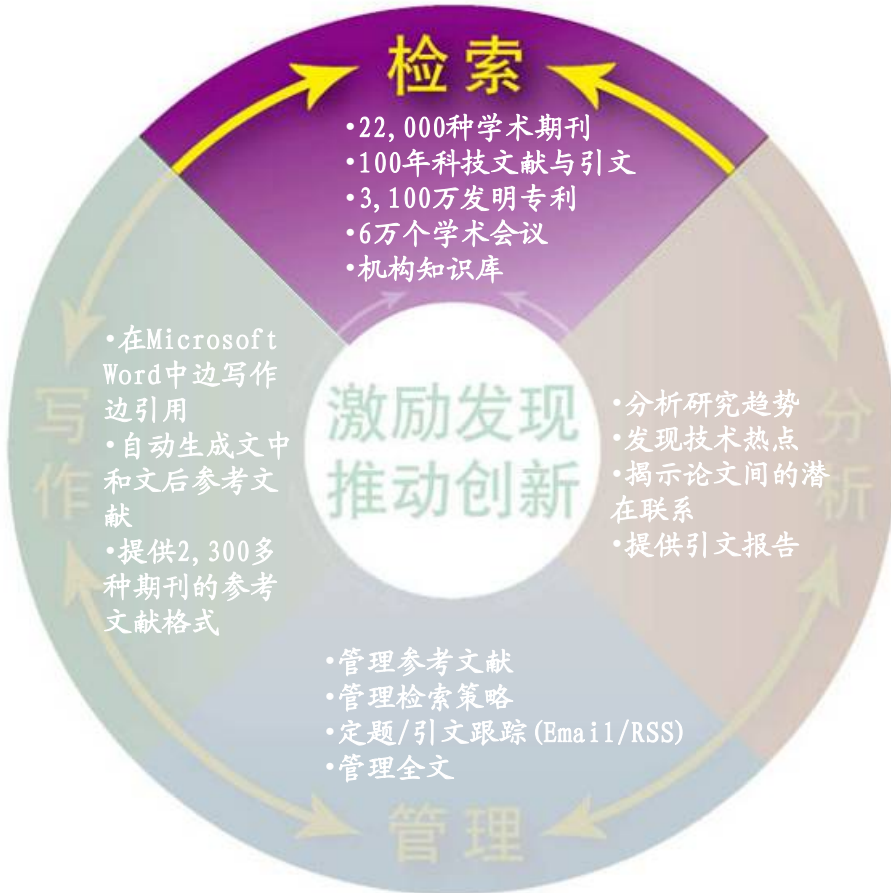 检索
·22,000种学术期刊
·100年科技文献与引文
·3,100万发明专利
·6万个学术会议
·机构知识库
写
作
·在Microsoft
Word中边写作
边引用
·自动生成文中
和文后参考文
献
·提供2,300多
种期刊的参考
文献格式
激励发现
推动创新
分
析
·分析研究趋势
·发现技术热点
·揭示论文间的潜
在联系
·提供引文报告
·管理参考文献
·管理检索策略
·定题/引文跟踪(Email/RSS)
·管理全文
管理